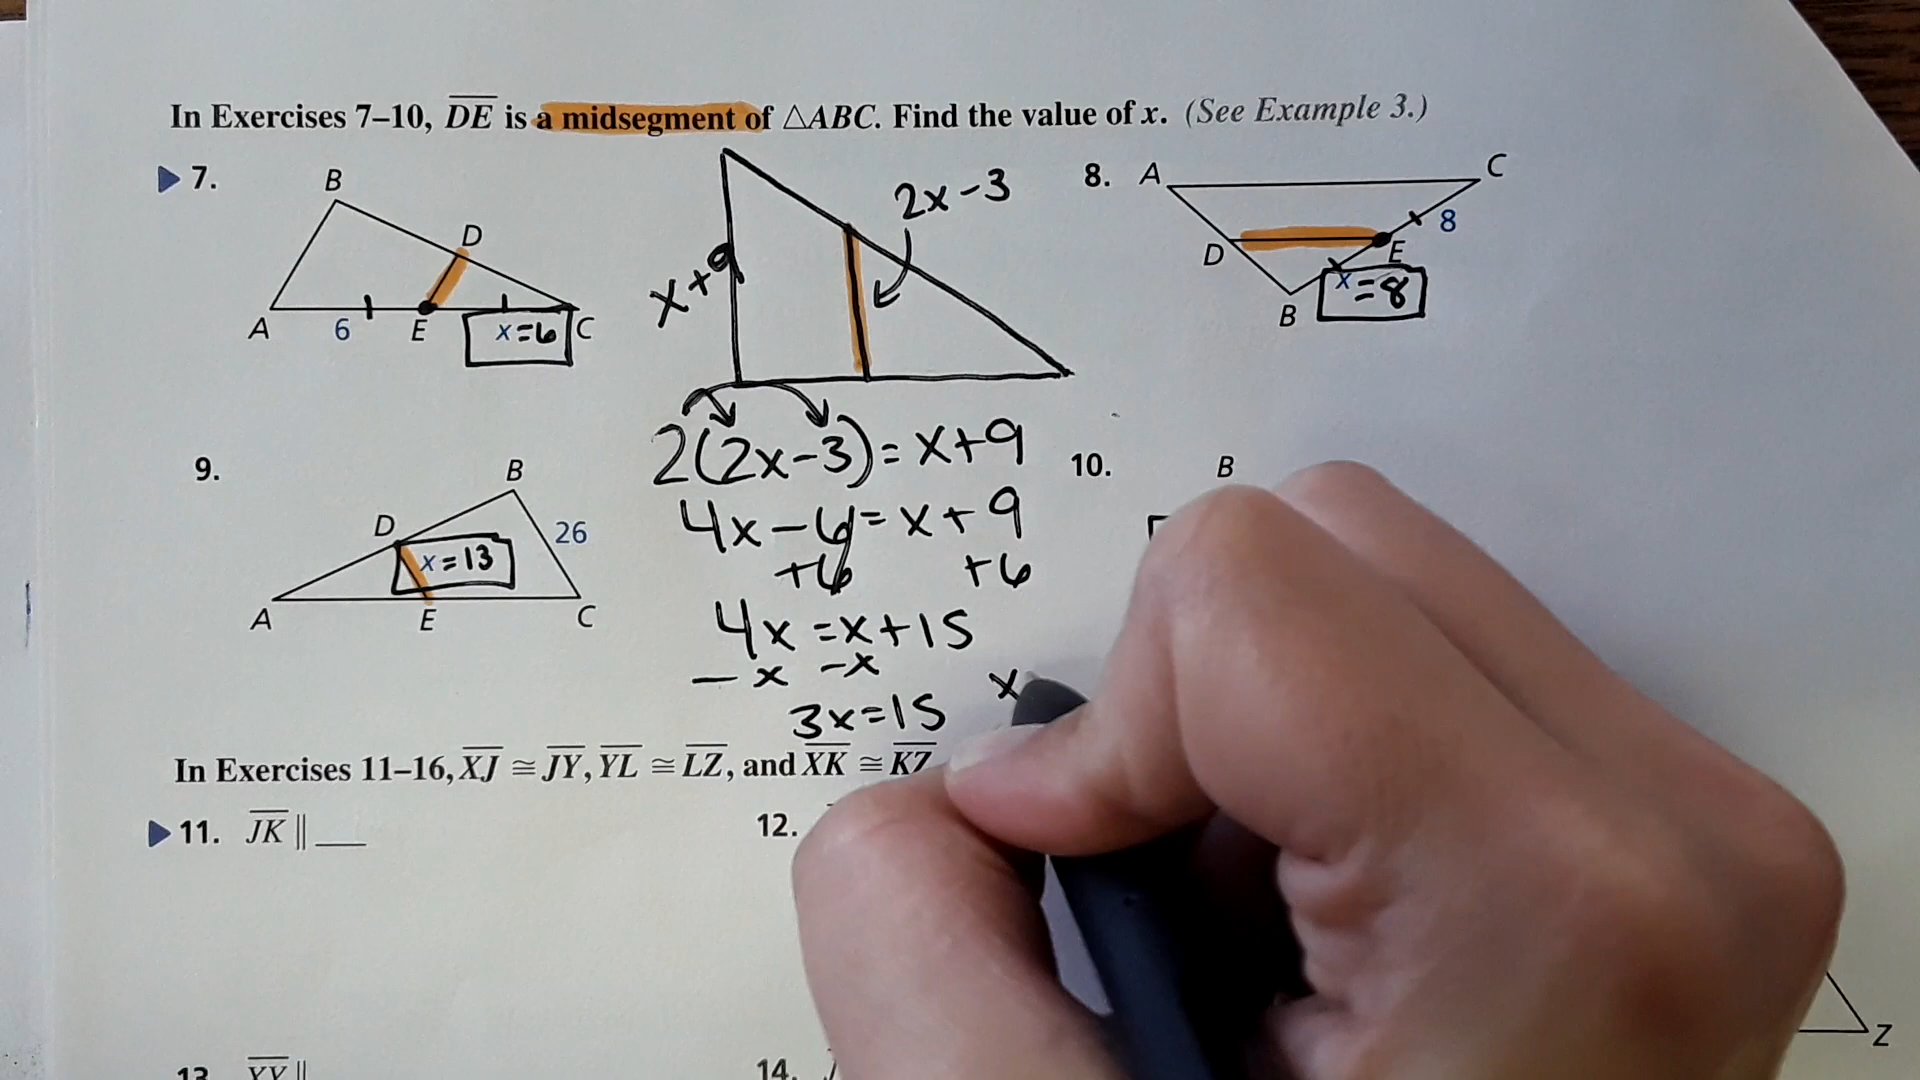 In Exercises 7–10, DE is a midsegment of △ABC. Find the value of x. (See Example 3.)
7.
B
D
A 6 E x=6 C
2x-3
x+9
8. A C
8
D E
x=8
B
2(2x-3)=x+9
4x-6=x+9
+6 +6
4x=x+15
-x -x
3x=15 x
9.
B
D
26
x=13
A E C
10. B
In Exercises 11–16, XJ ≅ JY, YL ≅ LZ, and XK ≅ KZ
11. JK ∥ ___
12.
Z
14.